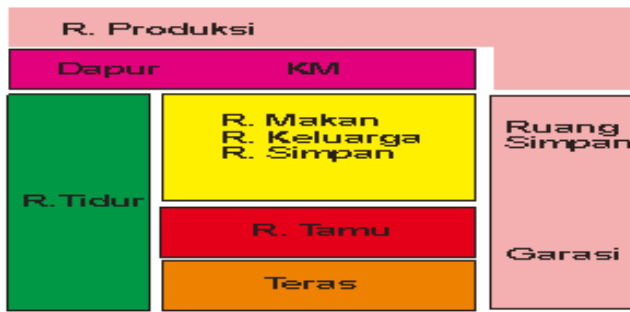 R. Produksi
Dapur KM
R. Makan
R. Keluarga
R. Simpan
Ruang
Simpan
R.Tidur
R. Tamu
Garasi
Teras